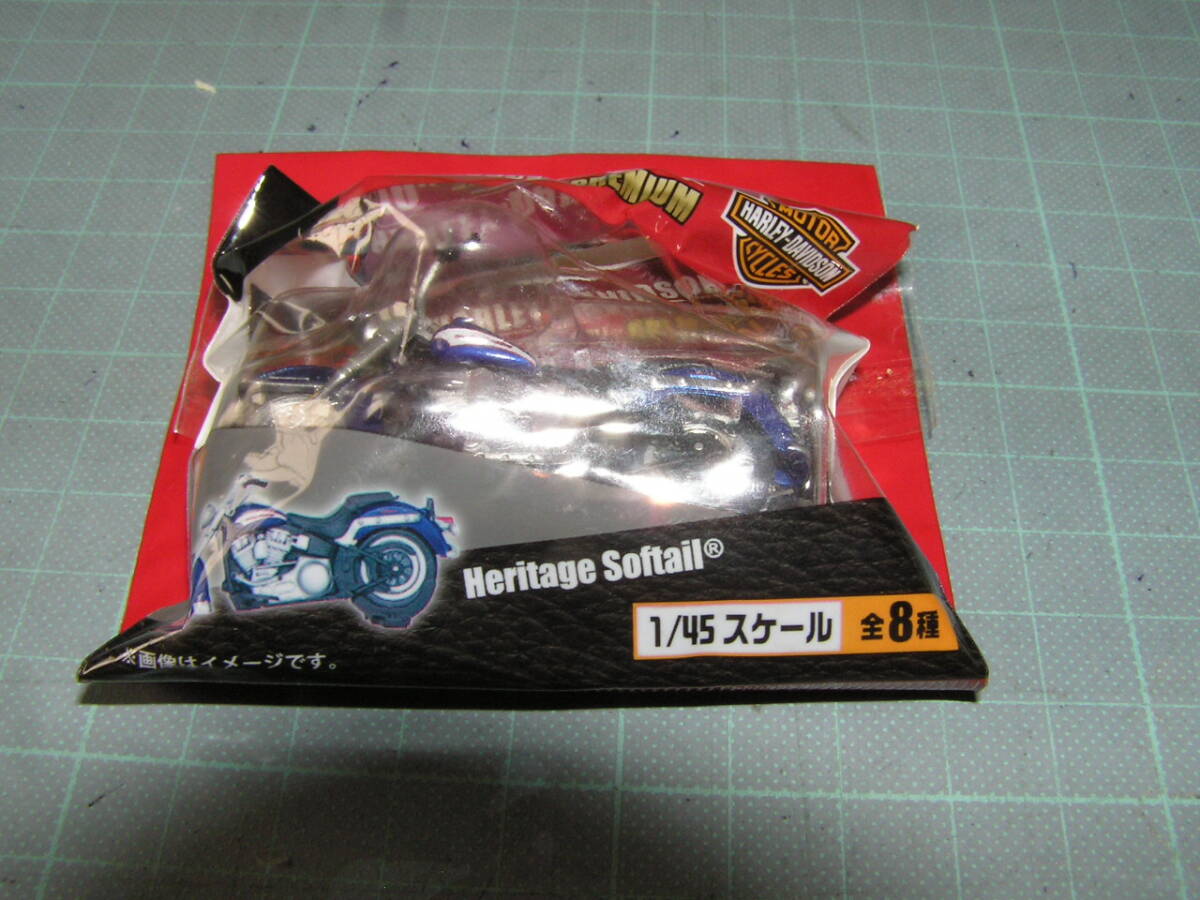 PREMIUM
MOTOR
HARLEY-DAVIDSON
CYCLES
Heritage Softail®
1/45 スケール
全8種
※画像はイメージです。